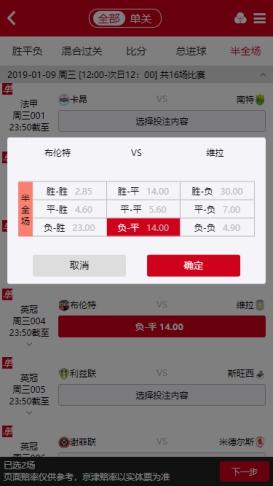 全部 单关
胜平负 混合过关 比分 总进球 半全场
2019-01-09 周三 [12:00-次日12：00] 共16场比赛
单
法甲
周三001
23:50截至
卡昂 VS 南特
选择投注内容
布伦特 VS 维拉
半全场
胜-胜 2.85 胜-平 14.00 胜-负 30.00
平-胜 4.60 平-平 5.60 平-负 7.00
负-胜 23.00 负-平 14.00 负-负 4.90
取消 确定
英冠
周三004
23:50截至
布伦特 VS 维拉
负-平 14.00
单
英冠
周三005
23:50截至
利兹联 VS 斯旺西
选择投注内容
单
英冠
谢菲联 VS 米德尔斯
已选2场
页面赔率仅供参考，京津赔率以实体票为准
下一步